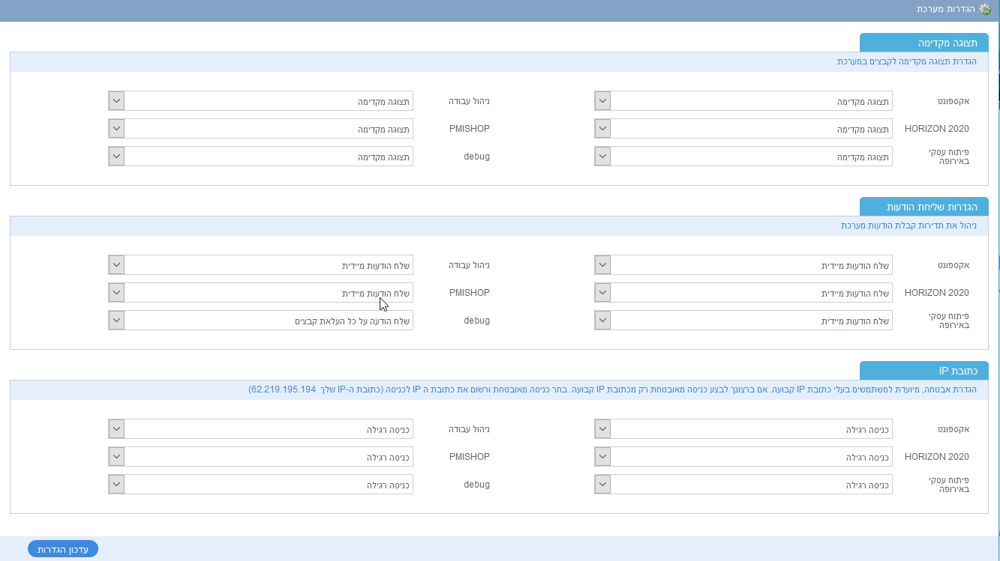 הגדרות מערכת
תצוגה מקדימה
הגדרת תצוגה מקדימה לקבצים במערכת
אקספונט תצוגה מקדימה ניהול עבודה תצוגה מקדימה
HORIZON 2020 תצוגה מקדימה PMISHOP תצוגה מקדימה
פיתוח עסקי
באירופה תצוגה מקדימה debug תצוגה מקדימה
הגדרות שליחת הודעות
ניהול את תדירות קבלת הודעות מערכת
אקספונט שלח הודעות מיידית ניהול עבודה שלח הודעות מיידית
HORIZON 2020 שלח הודעות מיידית PMISHOP שלח הודעות מיידית
פיתוח עסקי
באירופה שלח הודעות מיידית debug שלח הודעה על כל העלאת קבצים
כתובת IP
הגדרת אבטחה, מיועדת למשתמשים בעלי כתובת IP קבועה. אם ברצונך לבצע כניסה מאובטחת רק מכתובת IP קבועה. בחר כניסה מאובטחת ורשום את כתובת ה IP לכניסה (כתובת ה-IP שלך 62.219.195.194)
אקספונט כניסה רגילה ניהול עבודה כניסה רגילה
HORIZON 2020 כניסה רגילה PMISHOP כניסה רגילה
פיתוח עסקי
באירופה כניסה רגילה debug כניסה רגילה
עדכון הגדרות